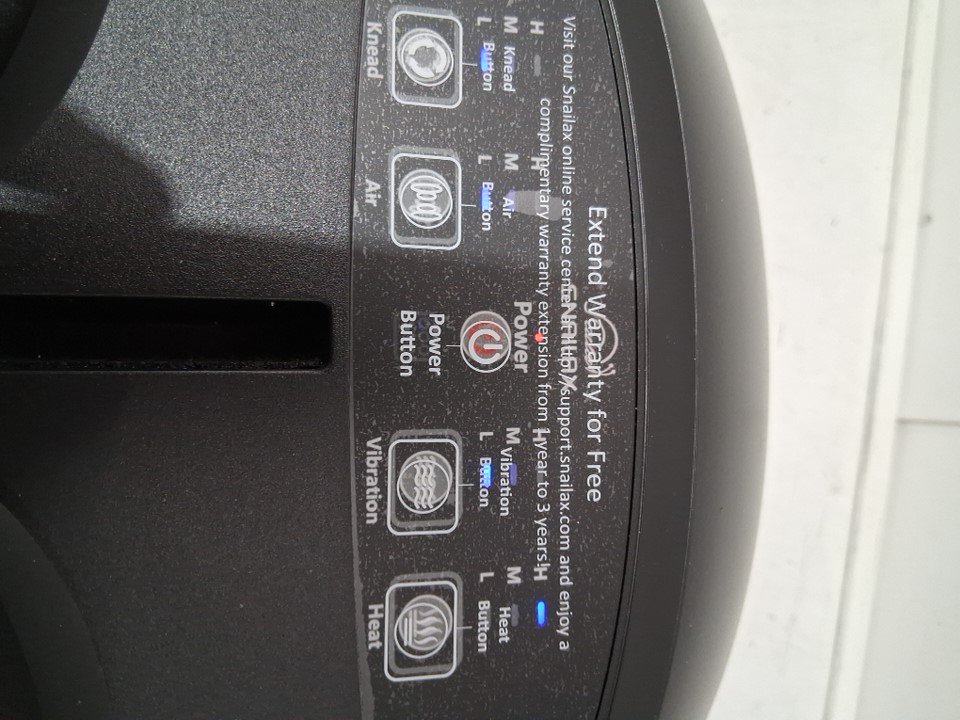 Extend Warranty for Free
Visit our Snailax online service center https://support.snailax.com and enjoy a
complimentary warranty extension from 1 year to 3 years!
H H H H
M Knead M Air Power M Vibration M Heat
L Button L Button L Button L Button
Power
Button
Knead Air Vibration Heat